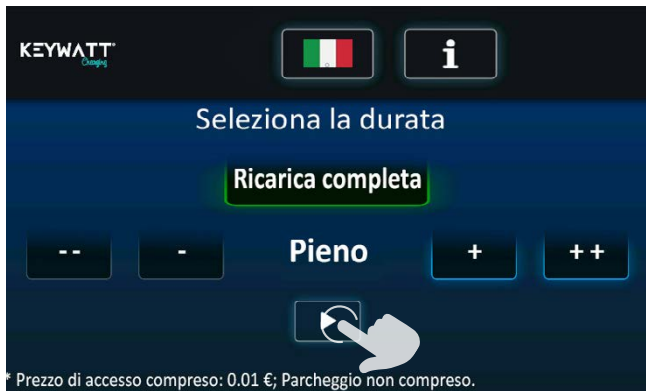 KEYWATT
Charging
i
Seleziona la durata
Ricarica completa
-- - Pieno + ++
* Prezzo di accesso compreso: 0.01 €; Parcheggio non compreso.